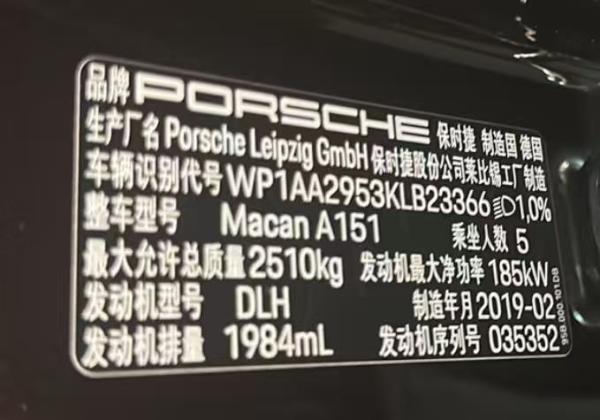 品牌 PORSCHE 保时捷 制造国 德国
生产厂名 Porsche Leipzig GmbH 保时捷股份公司莱比锡工厂制造
车辆识别代号 WP1AA2953KLB23366 1,0%
整车型号 Macan A151 乘坐人数 5
最大允许总质量 2510kg 发动机最大净功率 185kW
发动机型号 DLH 制造年月 2019-02
发动机排量 1984mL 发动机序列号 035352
95B.000.101.DB